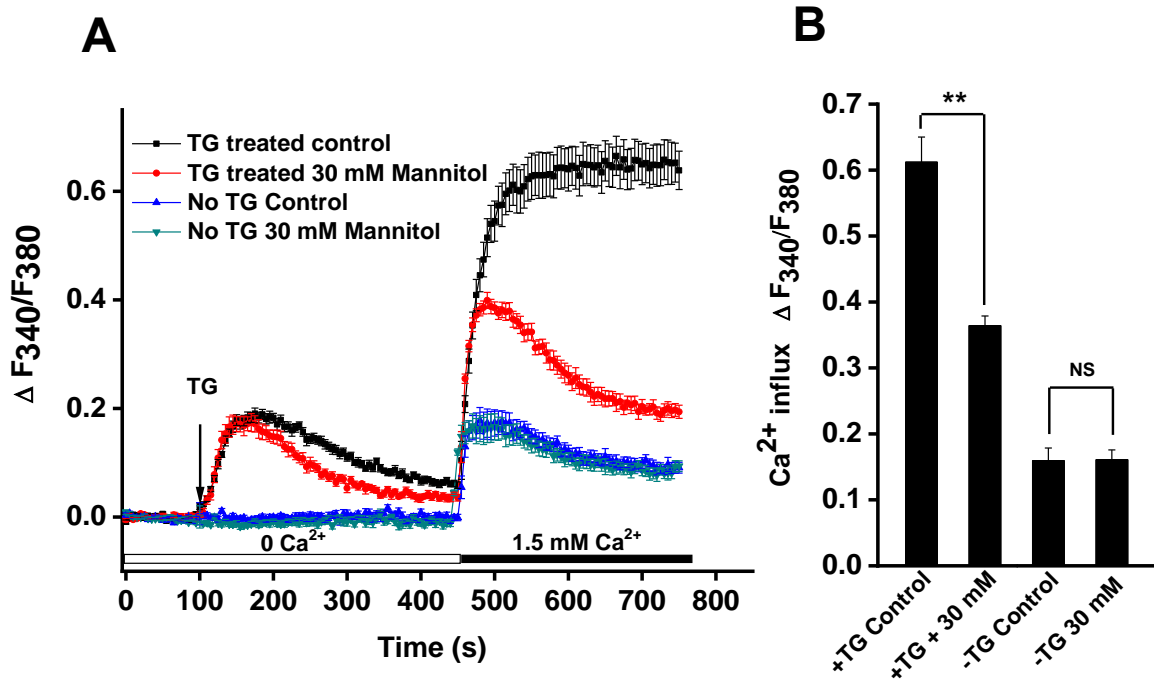 A
TG treated control
TG treated 30 mM Mannitol
No TG Control
No TG 30 mM Mannitol
Δ F340/F380
0.6
0.4
0.2
0.0
TG
0 Ca2+
1.5 mM Ca2+
0 100 200 300 400 500 600 700 800
Time (s)
B
Ca2+ influx Δ F340/F380
0.7
0.6
0.5
0.4
0.3
0.2
0.1
0.0
**
NS
+TG Control
+TG + 30 mM
-TG Control
-TG 30 mM